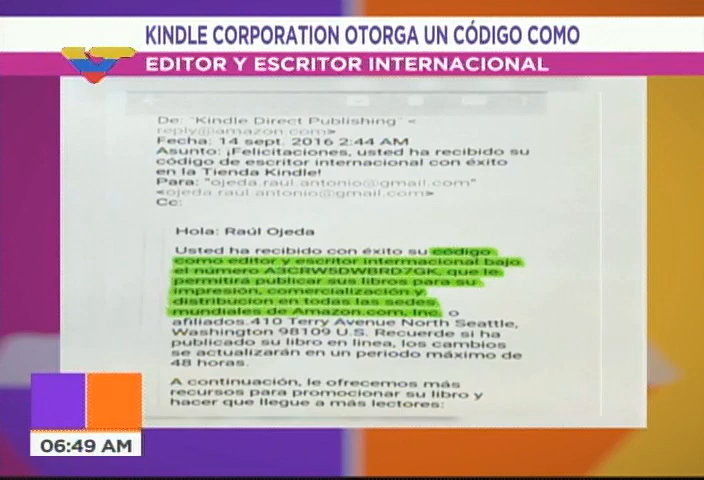 KINDLE CORPORATION OTORGA UN CÓDIGO COMO
EDITOR Y ESCRITOR INTERNACIONAL
De: "Kindle Direct Publishing" <
reply@amazon.com>
Fecha: 14 sept. 2016 2:44 AM
Asunto: ¡Felicitaciones, usted ha recibido su
código de escritor internacional con éxito
en la Tienda Kindle!
Para: "ojeda.raul.antonio@gmail.com"
<ojeda.raul.antonio@gmail.com>
Cc:
Hola: Raúl Ojeda
Usted ha recibido con éxito su código
como editor y escritor internacional bajo
el número A3CRW5DWBRD7GK, que le
permitirá publicar sus libros para su
impresión, comercialización y
distribucion en todas las sedes
mundiales de Amazon.com, Inc. o
afiliados.410 Terry Avenue North Seattle,
Washington 98109 U.S. Recuerde si ha
publicado su libro en linea, los cambios
se actualizarán en un periodo máximo de
48 horas.
A continuación, le ofrecemos más
recursos para promocionar su libro y
hacer que llegue a más lectores:
06:49 AM